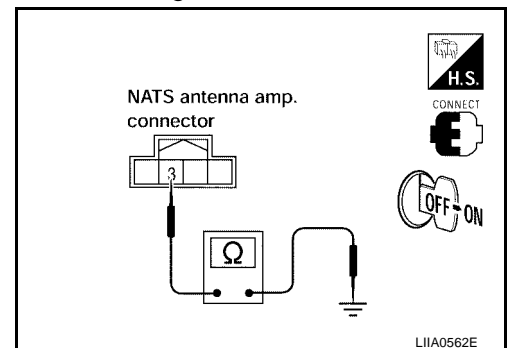 H.S.
NATS antenna amp.
connector
CONNECT
3
OFF-ON
Ω
LIIA0562E